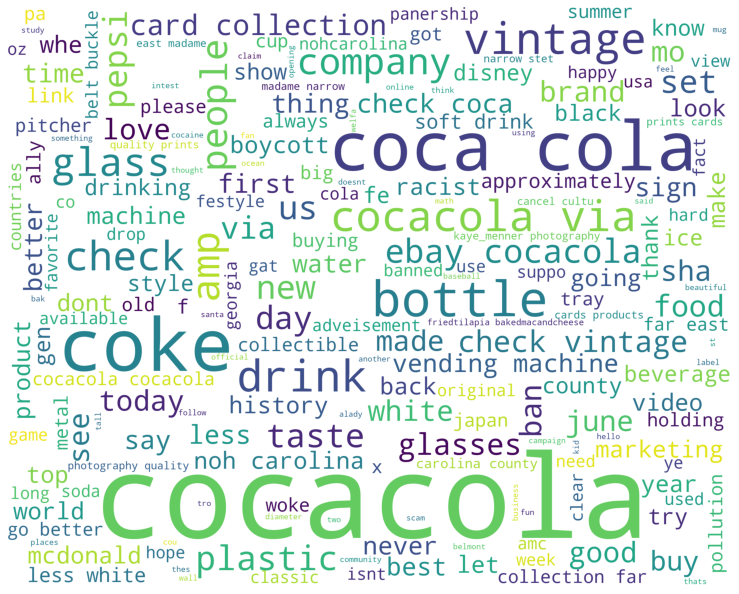 pa
study
east madame
panership
summer
mug
oz
whe
card collection
got
vintage
know
mo
nohcarolina
cup
claim
opening
narrow stet
feel
belt buckle
pepsi
people
company
disney
view
intest
madame narrow
online
think
time
show
happy
usa
set
link
please
thing
check coca
brand
look
something
cocaine
fan
welfa
using
prints cards
pitcher
love
always
soft drink
black
quality prints
ocean
boycott
coca cola
fact
ally
glass
thought
big
doesnt
first
racist
approximately
sign
make
countries
drinking
festyle
cola
fe
math
cancel cultu
said
co
machine
us
cocacola via
hard
kaye_menner photography
better
favorite
drop
via
buying
banned
use
suppo
thank
ice
check
amp
gat
water
ebay cocacola
going
sha
style
georgia
new
baseball
beautiful
bak
dont
old
f
santa
tray
friedtilapia bakedmacandcheese
cards products
food
available
day
adveisement
bottle
st
far east
gen
coke
official
collectible
made
check vintage
label
product
another
drink
vending machine
beverage
cocacola cocacola
back
original
county
metal
today
follow
history
white
ban
june
video
game
see
tall
alady
taste
japan
holding
say
less
glasses
campaign
kid
hello
marketing
top
photography quality
noh carolina
x
carolina county
need
ye
long
soda
tro
woke
business
clear
year
used
world
cocacola
fun
try
go better
diameter
two
scam
pollution
places
cou
never
belmont
amc
good
mcdonald
hope
plastic
community
isnt
best let
week
buy
less white
thes
wall
classic
collection far
thats